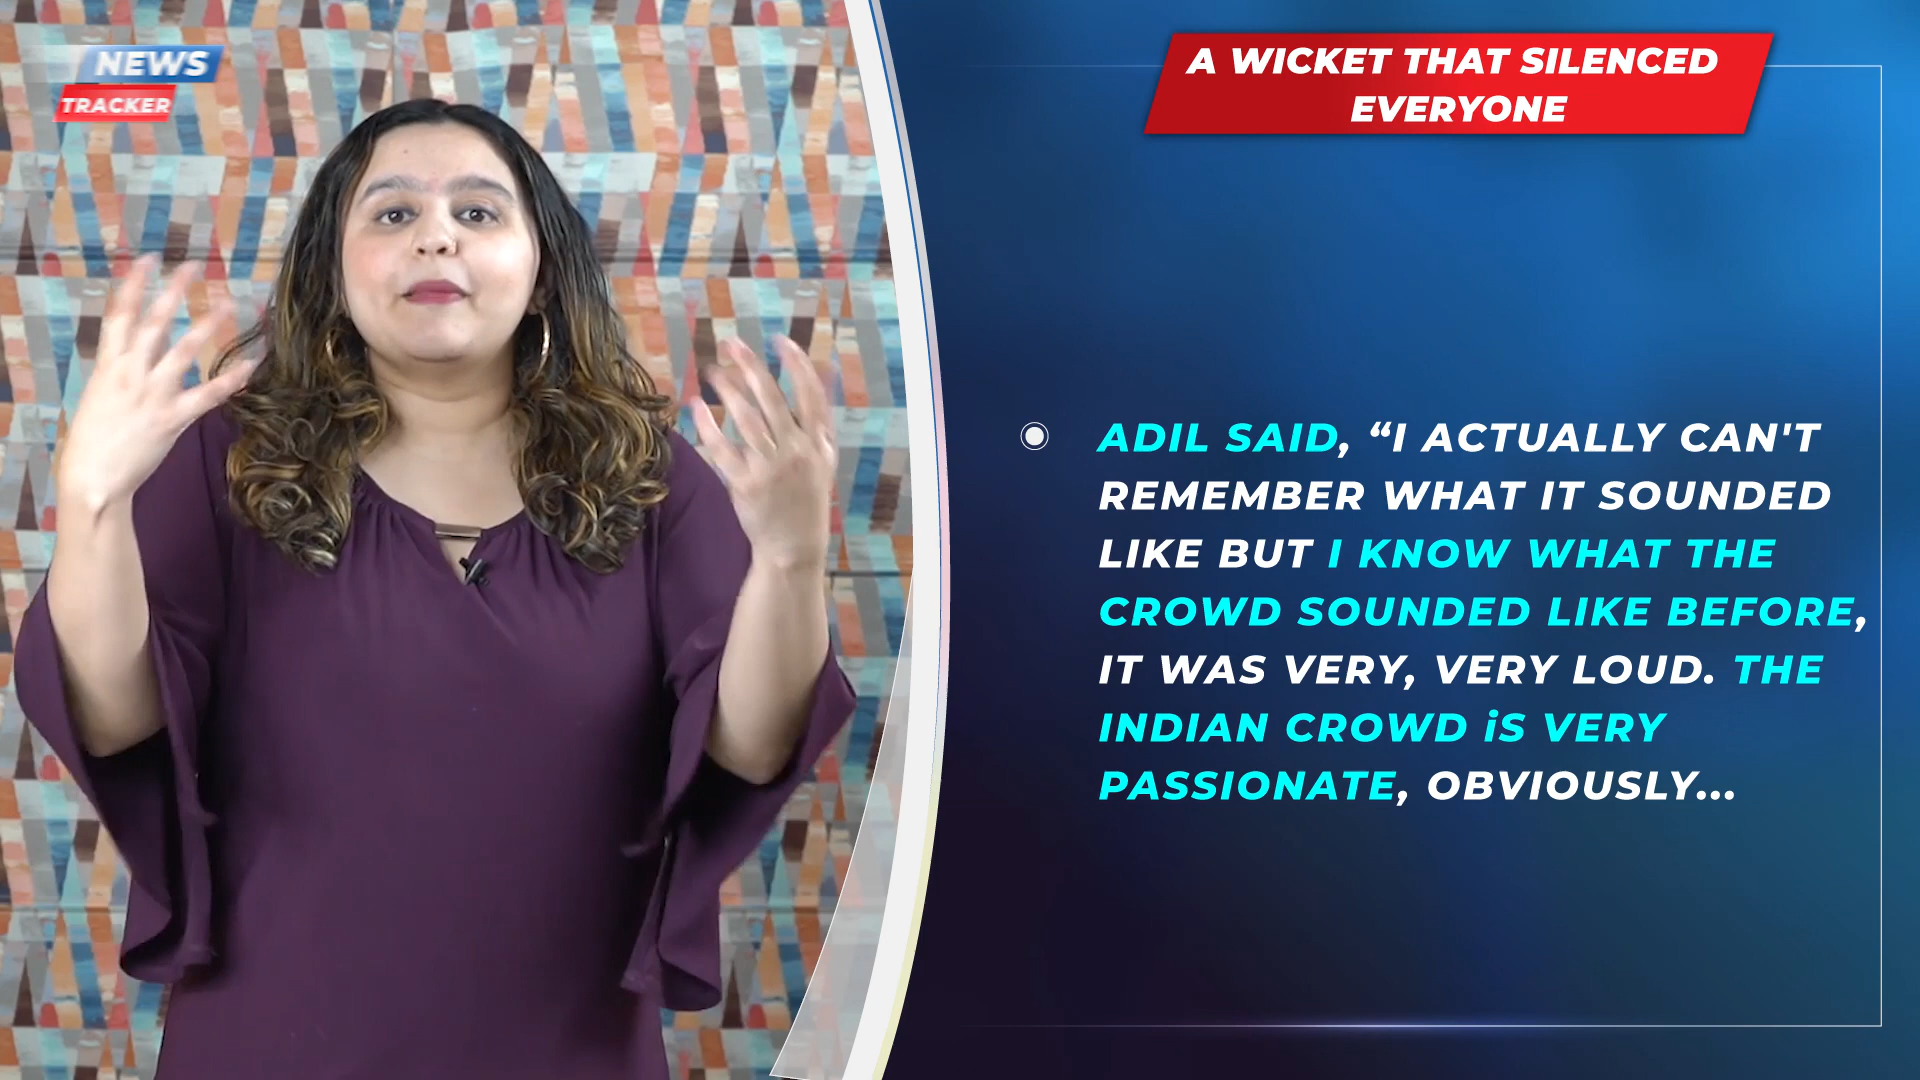 NEWS
TRACKER
A WICKET THAT SILENCED
EVERYONE
ADIL SAID, “I ACTUALLY CAN'T
REMEMBER WHAT IT SOUNDED
LIKE BUT I KNOW WHAT THE
CROWD SOUNDED LIKE BEFORE,
IT WAS VERY, VERY LOUD. THE
INDIAN CROWD iS VERY
PASSIONATE, OBVIOUSLY...